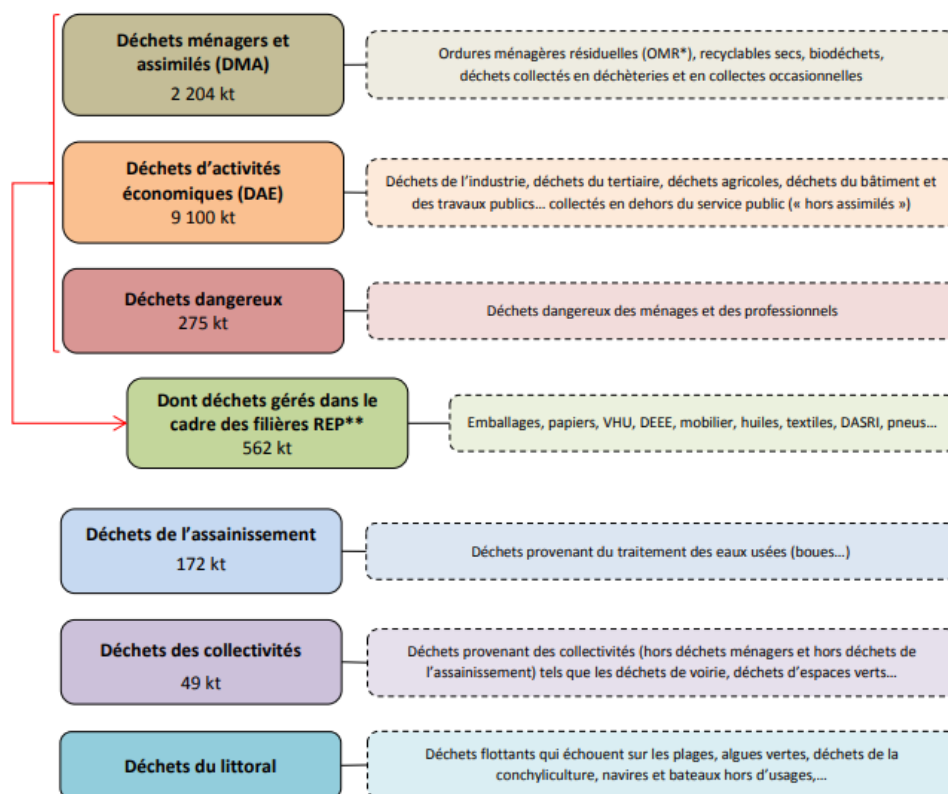 Déchets ménagers et
assimilés (DMA)
2 204 kt
Ordures ménagères résiduelles (OMR*), recyclables secs, biodéchets,
déchets collectés en déchèteries et en collectes occasionnelles
Déchets d’activités
économiques (DAE)
9 100 kt
Déchets de l’industrie, déchets du tertiaire, déchets agricoles, déchets du bâtiment et
des travaux publics… collectés en dehors du service public (« hors assimilés »)
Déchets dangereux
275 kt
Déchets dangereux des ménages et des professionnels
Dont déchets gérés dans le
cadre des filières REP**
562 kt
Emballages, papiers, VHU, DEEE, mobilier, huiles, textiles, DASRI, pneus…
Déchets de l’assainissement
172 kt
Déchets provenant du traitement des eaux usées (boues…)
Déchets des collectivités
49 kt
Déchets provenant des collectivités (hors déchets ménagers et hors déchets de
l’assainissement) tels que les déchets de voirie, déchets d’espaces verts…
Déchets du littoral
Déchets flottants qui échouent sur les plages, algues vertes, déchets de la
conchyliculture, navires et bateaux hors d’usages,…